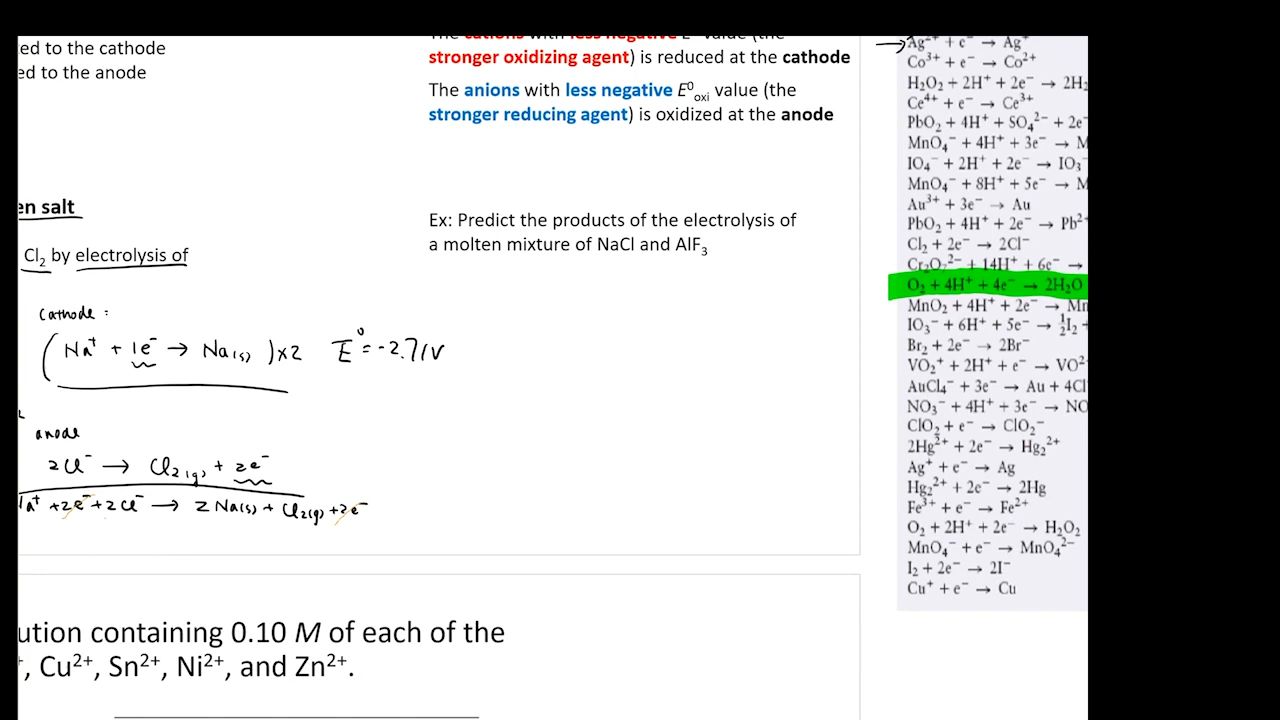 ed to the cathode
ed to the anode
The cations with less negative E⁰ value (the
stronger oxidizing agent) is reduced at the cathode
The anions with less negative E⁰oxi value (the
stronger reducing agent) is oxidized at the anode
en salt
Cl₂ by electrolysis of
Cathode :
(Na⁺ + 1e⁻ → Na(s) )x2 E⁰ = -2.71V
anode
2Cl⁻ → Cl₂(g) + 2e⁻
a⁺ + 2e⁻ + 2Cl⁻ → 2Na(s) + Cl₂(g) + 2e⁻
Ex: Predict the products of the electrolysis of
a molten mixture of NaCl and AlF₃
ution containing 0.10 M of each of the
, Cu²⁺, Sn²⁺, Ni²⁺, and Zn²⁺.
→ Ag²⁺ + e⁻ → Ag⁺
Co³⁺ + e⁻ → Co²⁺
H₂O₂ + 2H⁺ + 2e⁻ → 2H₂
Ce⁴⁺ + e⁻ → Ce³⁺
PbO₂ + 4H⁺ + SO₄²⁻ + 2e⁻
MnO₄⁻ + 4H⁺ + 3e⁻ → M
IO₄⁻ + 2H⁺ + 2e⁻ → IO₃⁻
MnO₄⁻ + 8H⁺ + 5e⁻ → M
Au³⁺ + 3e⁻ → Au
PbO₂ + 4H⁺ + 2e⁻ → Pb²⁺
Cl₂ + 2e⁻ → 2Cl⁻
Cr₂O₇²⁻ + 14H⁺ + 6e⁻ →
O₂ + 4H⁺ + 4e⁻ → 2H₂O
MnO₂ + 4H⁺ + 2e⁻ → Mn
IO₃⁻ + 6H⁺ + 5e⁻ → ½I₂ +
Br₂ + 2e⁻ → 2Br⁻
VO₂⁺ + 2H⁺ + e⁻ → VO²⁺
AuCl₄⁻ + 3e⁻ → Au + 4Cl
NO₃⁻ + 4H⁺ + 3e⁻ → NO
ClO₂ + e⁻ → ClO₂⁻
2Hg²⁺ + 2e⁻ → Hg₂²⁺
Ag⁺ + e⁻ → Ag
Hg₂²⁺ + 2e⁻ → 2Hg
Fe³⁺ + e⁻ → Fe²⁺
O₂ + 2H⁺ + 2e⁻ → H₂O₂
MnO₄⁻ + e⁻ → MnO₄²⁻
I₂ + 2e⁻ → 2I⁻
Cu⁺ + e⁻ → Cu